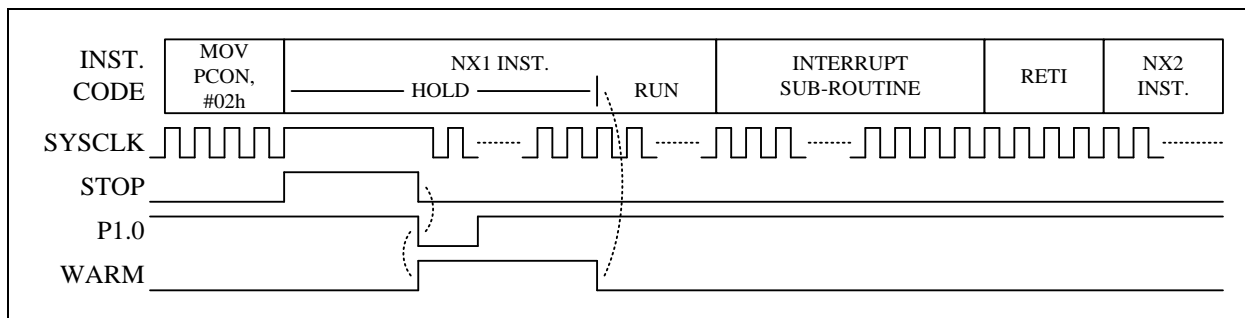 INST.
CODE
MOV
PCON,
#02h
NX1 INST.
HOLD
RUN
INTERRUPT
SUB-ROUTINE
RETI
NX2
INST.
SYSCLK
STOP
P1.0
WARM